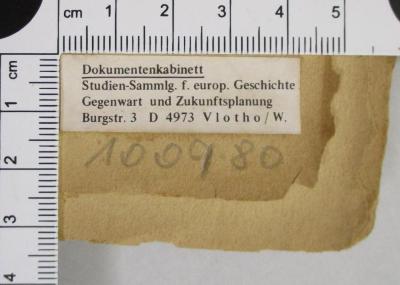 cm 1 2 3 4 5
cm
1
2
3
4
Dokumentenkabinett
Studien-Sammlg. f. europ. Geschichte
Gegenwart und Zukunftsplanung
Burgstr. 3 D 4973 Vlotho/W.
100980